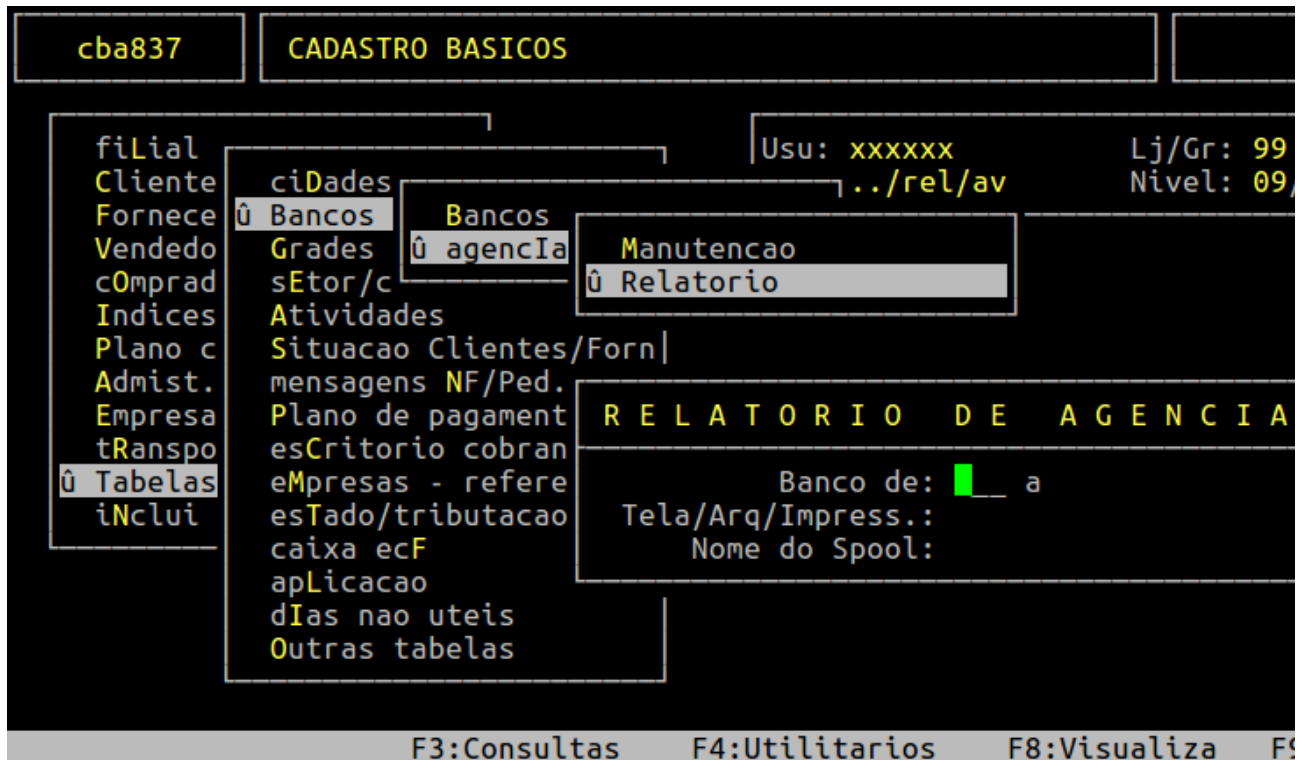 cba837 CADASTRO BASICOS
fiLial Usu: xxxxxx Lj/Gr: 99
Cliente ciDades ../rel/av Nivel: 09/
Fornece û Bancos Bancos
Vendedo Grades û agencIa Manutencao
cOmprad sEtor/c û Relatorio
Indices Atividades
Plano c Situacao Clientes/Forn
Admist. mensagens NF/Ped.
Empresa Plano de pagament R E L A T O R I O D E A G E N C I A
tRanspo esCritorio cobran
û Tabelas eMpresas - refere Banco de: ___ a
iNclui esTado/tributacao Tela/Arq/Impress.:
caixa ecF Nome do Spool:
apLicacao
dIas nao uteis
Outras tabelas
F3:Consultas F4:Utilitarios F8:Visualiza F9